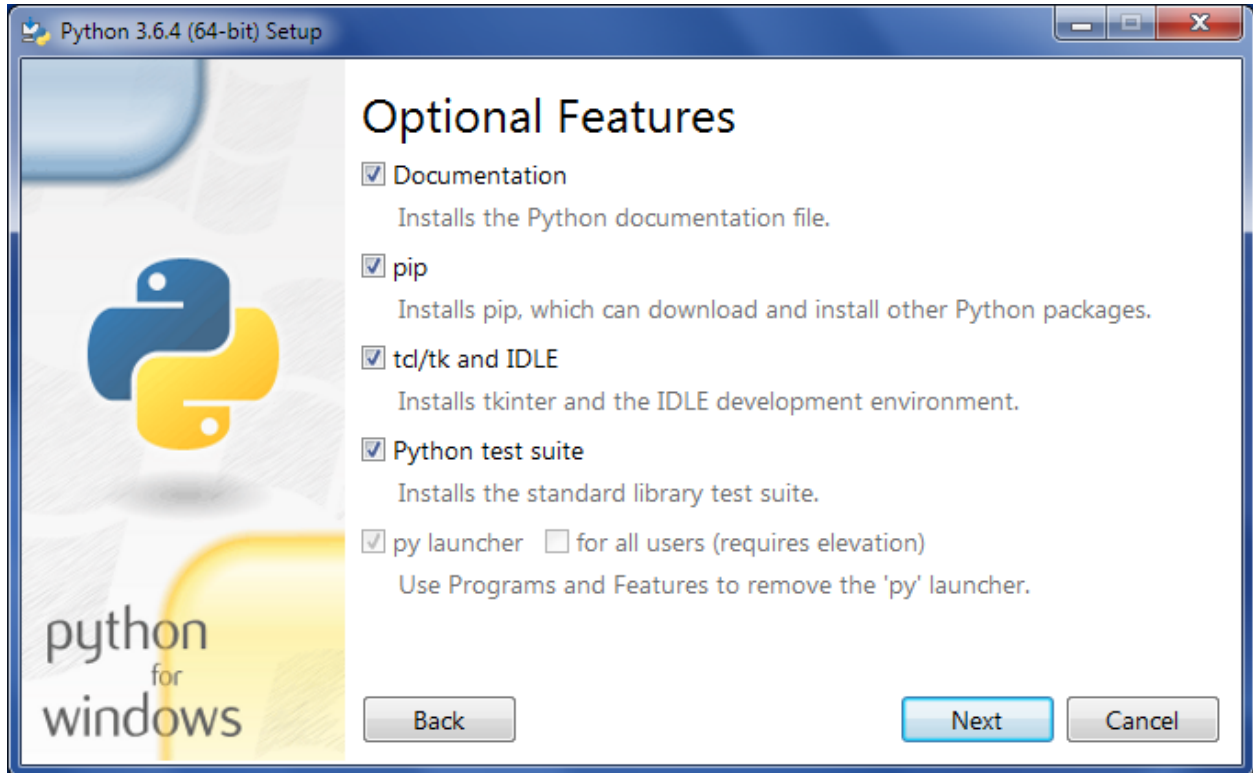 Python 3.6.4 (64-bit) Setup
Optional Features
Documentation
Installs the Python documentation file.
pip
Installs pip, which can download and install other Python packages.
tcl/tk and IDLE
Installs tkinter and the IDLE development environment.
Python test suite
Installs the standard library test suite.
py launcher for all users (requires elevation)
Use Programs and Features to remove the 'py' launcher.
python
for
windows
Back Next Cancel